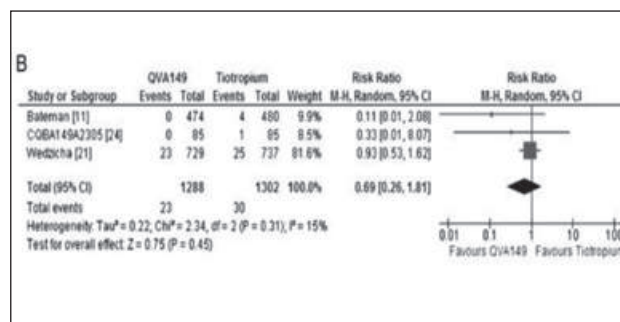 B
QVA149 Tiotropium Risk Ratio Risk Ratio
Study or Subgroup Events Total Events Total Weight M-H, Random, 95% CI M-H, Random, 95% CI
Bateman [11] 0 474 4 480 9.9% 0.11 [0.01, 2.08]
CQBA149A2305 [24] 0 85 1 85 8.5% 0.33 [0.01, 8.07]
Wedzicha [21] 23 729 25 737 81.6% 0.93 [0.53, 1.62]
Total (95% CI) 1288 1302 100.0% 0.69 [0.26, 1.81]
Total events 23 30
Heterogeneity: Tau² = 0.22; Chi² = 2.34, df = 2 (P = 0.31); I² = 15%
Test for overall effect: Z = 0.75 (P = 0.45)
0.01 0.1 1 10 100
Favours QVA149 Favours Tiotropium